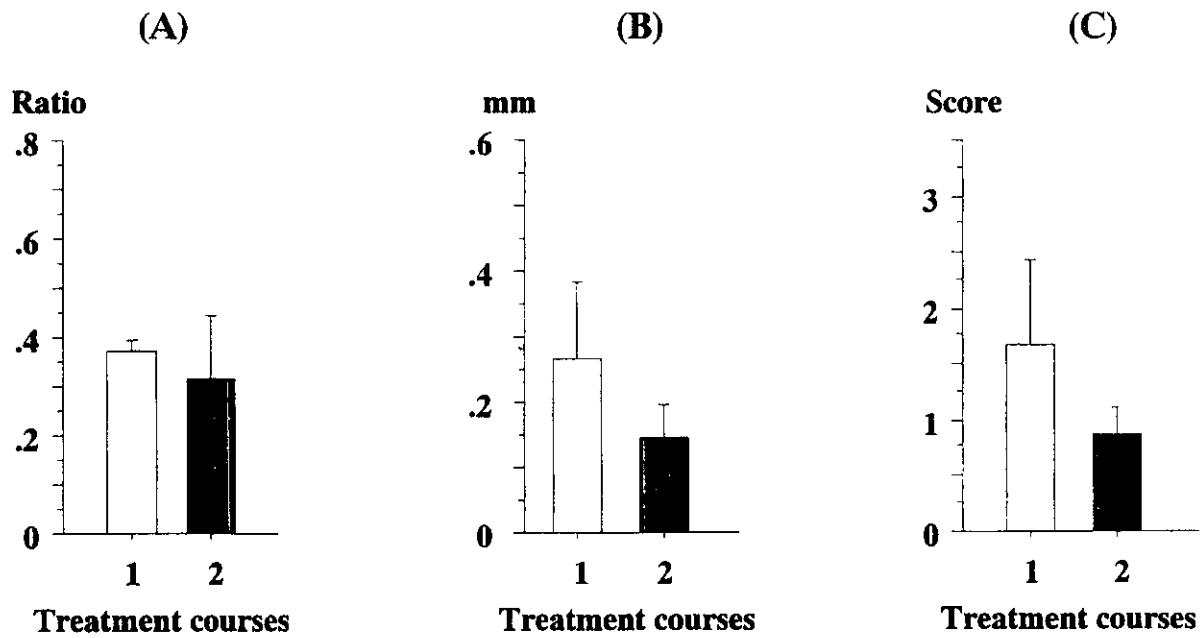 (A)
Ratio
.8
.6
.4
.2
0
1 2
Treatment courses
(B)
mm
.6
.4
.2
0
1 2
Treatment courses
(C)
Score
3
2
1
0
1 2
Treatment courses